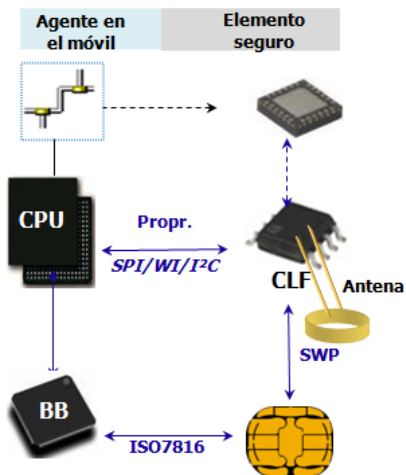 Agente en
el móvil
Elemento
seguro
CPU
Propr.
SPI/WI/I²C
CLF
Antena
SWP
BB
ISO7816